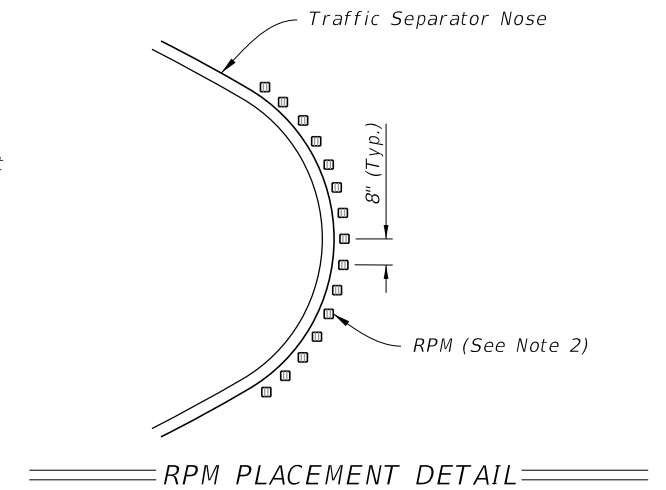 Traffic Separator Nose
8" (Typ.)
RPM (See Note 2)
RPM PLACEMENT DETAIL